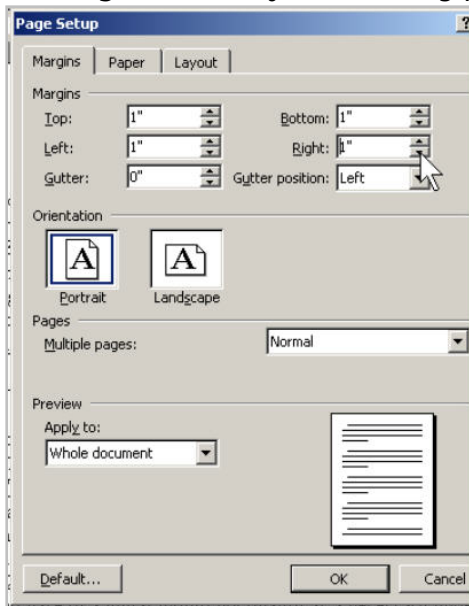 Page Setup ?
Margins Paper Layout
Margins
Top: 1" Bottom: 1"
Left: 1" Right: 1"
Gutter: 0" Gutter position: Left
Orientation
A A
Portrait Landscape
Pages
Multiple pages: Normal
Preview
Apply to:
Whole document
Default... OK Cancel